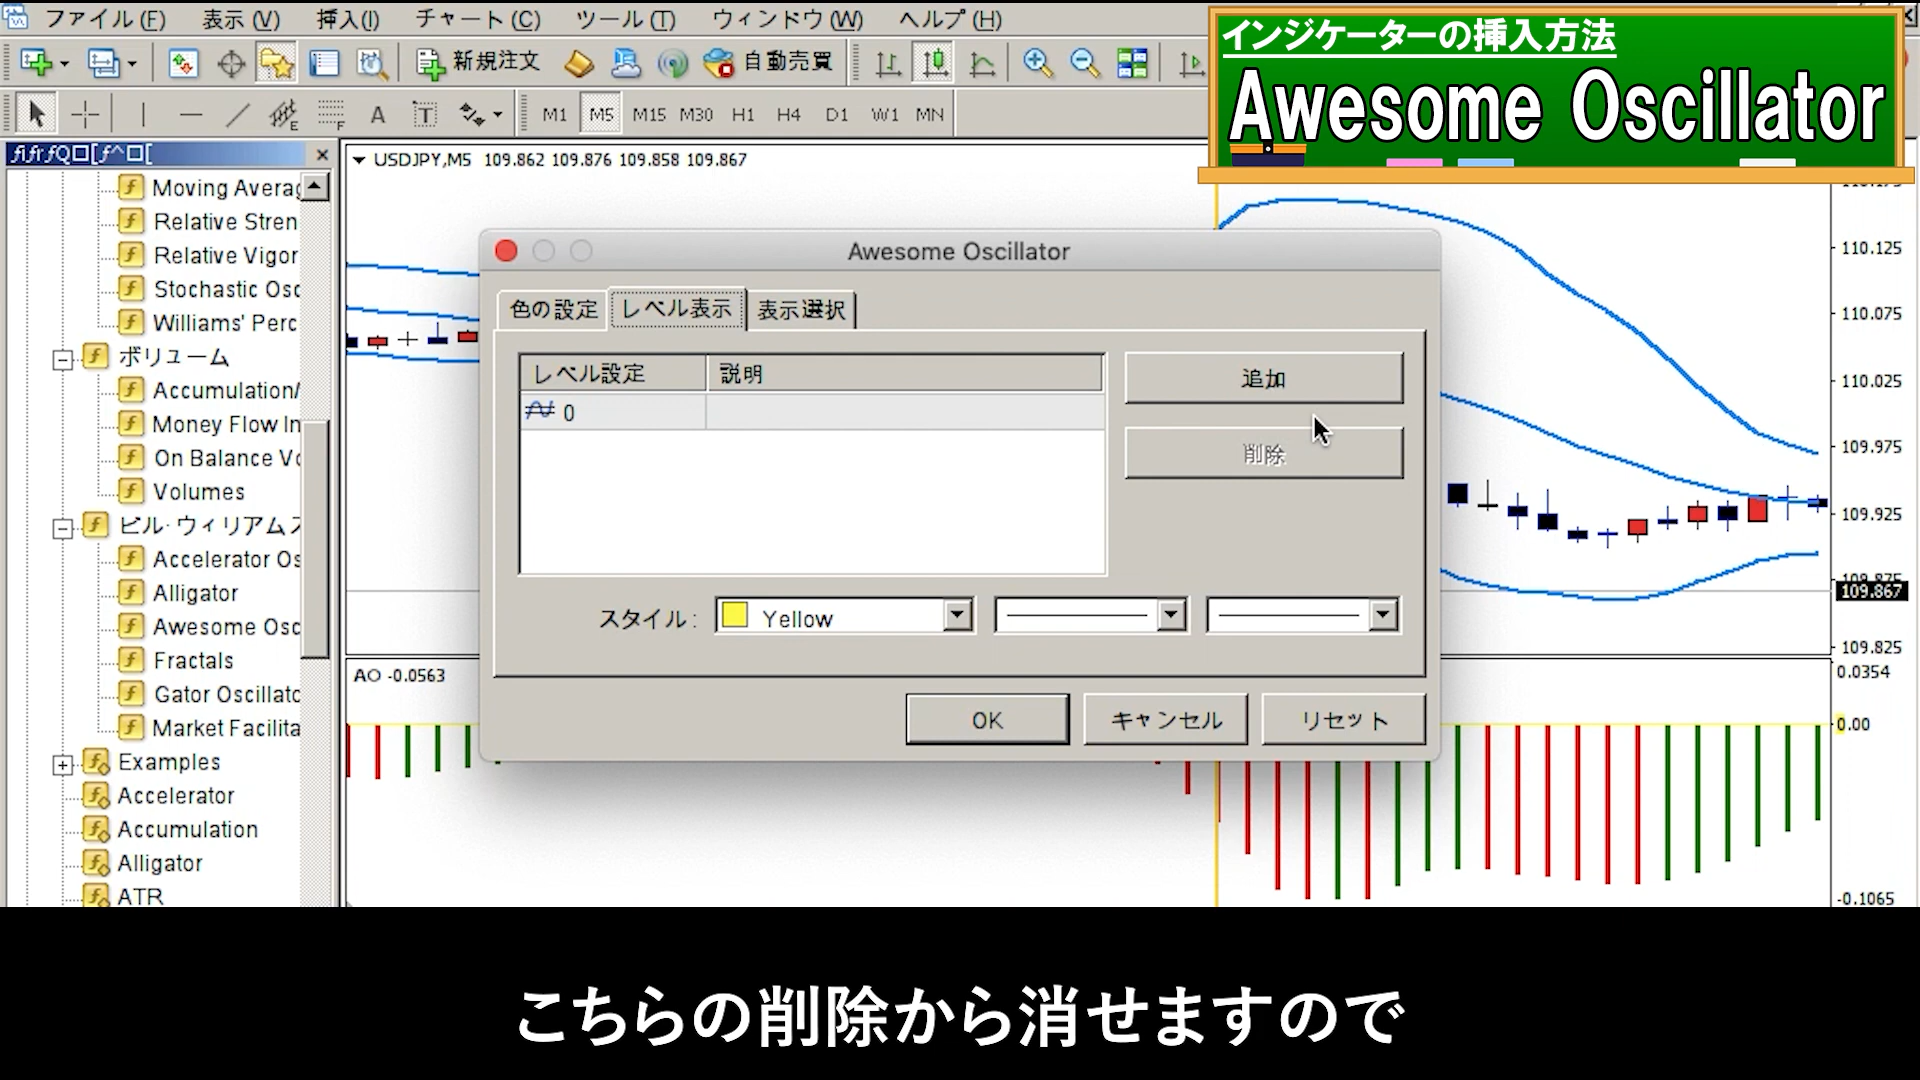 ファイル (F) 表示 (V) 挿入(I) チャート (C) ツール (T) ウィンドウ (W) ヘルプ (H)
インジケーターの挿入方法
Awesome Oscillator
新規注文 自動売買
A T E F
M1 M5 M15 M30 H1 H4 D1 W1 MN
USDJPY,M5 109.862 109.876 109.858 109.867
Moving Averag
Relative Stren
Relative Vigor
Stochastic Osc
Williams' Perc
ボリューム
Accumulation/
Money Flow In
On Balance Vo
Volumes
ビル・ウィリアムス
Accelerator Os
Alligator
Awesome Osc
Fractals
Gator Oscillato
Market Facilita
Examples
Accelerator
Accumulation
Alligator
ATR
Awesome Oscillator
色の設定 レベル表示 表示選択
レベル設定 説明
0
追加
削除
スタイル: Yellow
OK キャンセル リセット
110.125
110.075
110.025
109.975
109.925
109.867
109.825
AO -0.0563
0.0354
0.00
-0.1065
こちらの削除から消せますので